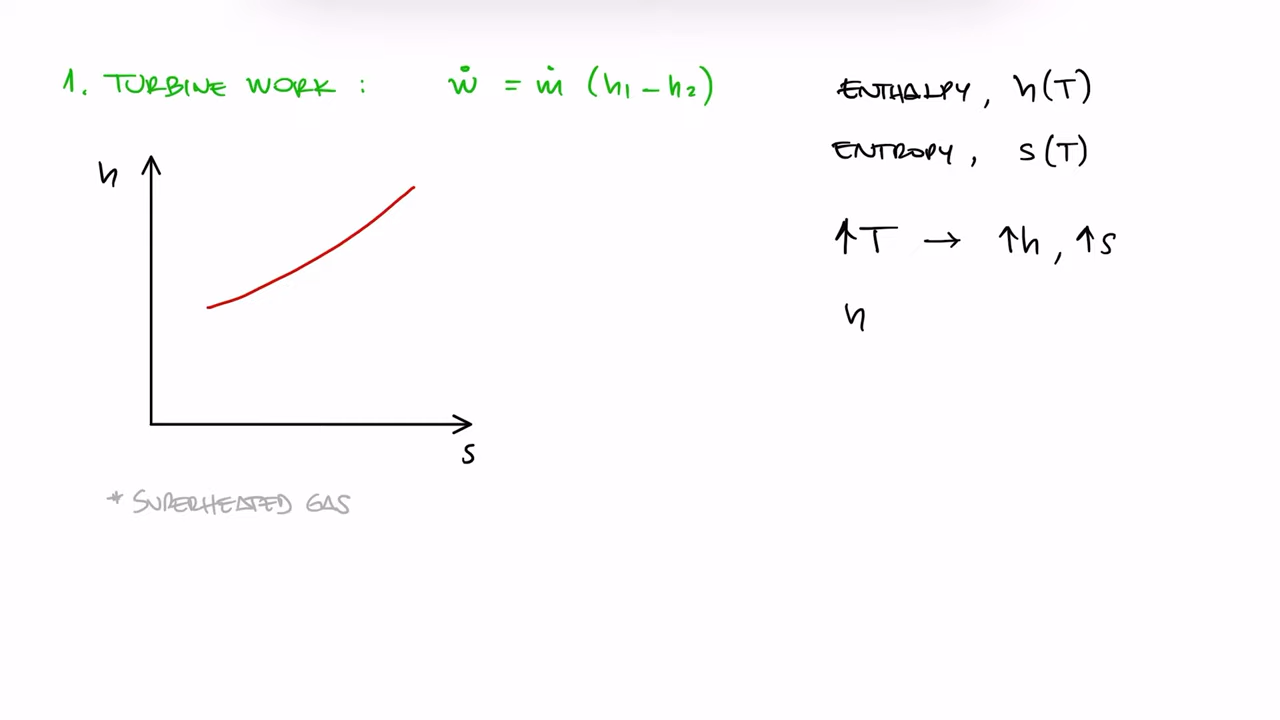 1. TURBINE WORK : ẇ = ṁ (h₁ – h₂)
h
s
* SUPERHEATED GAS
ENTHALPY, h(T)
ENTROPY, s(T)
↑T → ↑h, ↑s
h